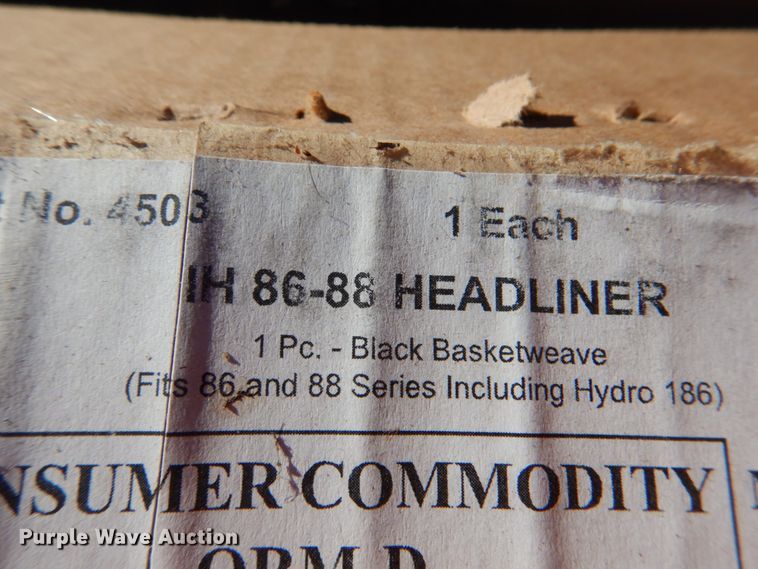 No. 4503
1 Each
IH 86-88 HEADLINER
1 Pc. - Black Basketweave
(Fits 86 and 88 Series Including Hydro 186)
NSUMER COMMODITY
ORM-D
Purple Wave Auction